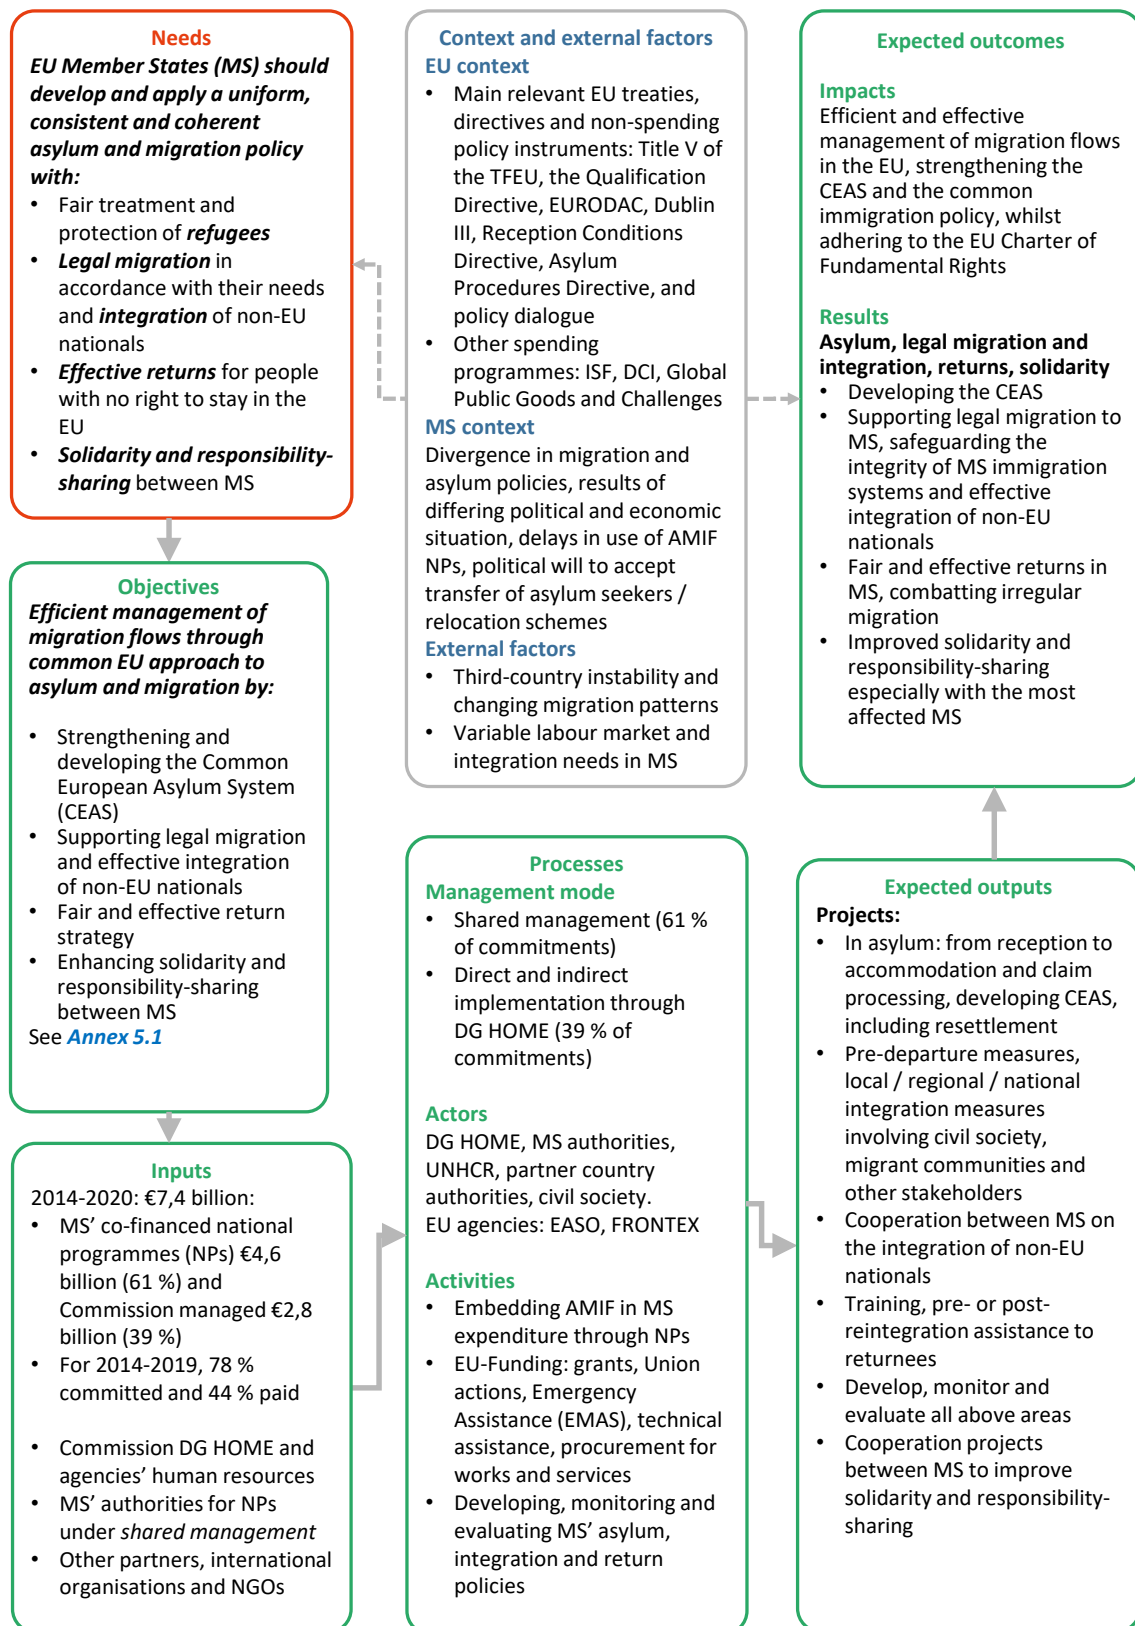 Needs
EU Member States (MS) should
develop and apply a uniform,
consistent and coherent
asylum and migration policy
with:
• Fair treatment and
protection of refugees
• Legal migration in
accordance with their needs
and integration of non-EU
nationals
• Effective returns for people
with no right to stay in the
EU
• Solidarity and responsibility-
sharing between MS
Objectives
Efficient management of
migration flows through
common EU approach to
asylum and migration by:
• Strengthening and
developing the Common
European Asylum System
(CEAS)
• Supporting legal migration
and effective integration
of non-EU nationals
• Fair and effective return
strategy
• Enhancing solidarity and
responsibility-sharing
between MS
See Annex 5.1
Inputs
2014-2020: €7,4 billion:
• MS’ co-financed national
programmes (NPs) €4,6
billion (61 %) and
Commission managed €2,8
billion (39 %)
• For 2014-2019, 78 %
committed and 44 % paid
• Commission DG HOME and
agencies’ human resources
• MS’ authorities for NPs
under shared management
• Other partners, international
organisations and NGOs
Context and external factors
EU context
• Main relevant EU treaties,
directives and non-spending
policy instruments: Title V of
the TFEU, the Qualification
Directive, EURODAC, Dublin
III, Reception Conditions
Directive, Asylum
Procedures Directive, and
policy dialogue
• Other spending
programmes: ISF, DCI, Global
Public Goods and Challenges
MS context
Divergence in migration and
asylum policies, results of
differing political and economic
situation, delays in use of AMIF
NPs, political will to accept
transfer of asylum seekers /
relocation schemes
External factors
• Third-country instability and
changing migration patterns
• Variable labour market and
integration needs in MS
Processes
Management mode
• Shared management (61 %
of commitments)
• Direct and indirect
implementation through
DG HOME (39 % of
commitments)
Actors
DG HOME, MS authorities,
UNHCR, partner country
authorities, civil society.
EU agencies: EASO, FRONTEX
Activities
• Embedding AMIF in MS
expenditure through NPs
• EU-Funding: grants, Union
actions, Emergency
Assistance (EMAS), technical
assistance, procurement for
works and services
• Developing, monitoring and
evaluating MS’ asylum,
integration and return
policies
Expected outcomes
Impacts
Efficient and effective
management of migration flows
in the EU, strengthening the
CEAS and the common
immigration policy, whilst
adhering to the EU Charter of
Fundamental Rights
Results
Asylum, legal migration and
integration, returns, solidarity
• Developing the CEAS
• Supporting legal migration to
MS, safeguarding the
integrity of MS immigration
systems and effective
integration of non-EU
nationals
• Fair and effective returns in
MS, combatting irregular
migration
• Improved solidarity and
responsibility-sharing
especially with the most
affected MS
Expected outputs
Projects:
• In asylum: from reception to
accommodation and claim
processing, developing CEAS,
including resettlement
• Pre-departure measures,
local / regional / national
integration measures
involving civil society,
migrant communities and
other stakeholders
• Cooperation between MS on
the integration of non-EU
nationals
• Training, pre- or post-
reintegration assistance to
returnees
• Develop, monitor and
evaluate all above areas
• Cooperation projects
between MS to improve
solidarity and responsibility-
sharing